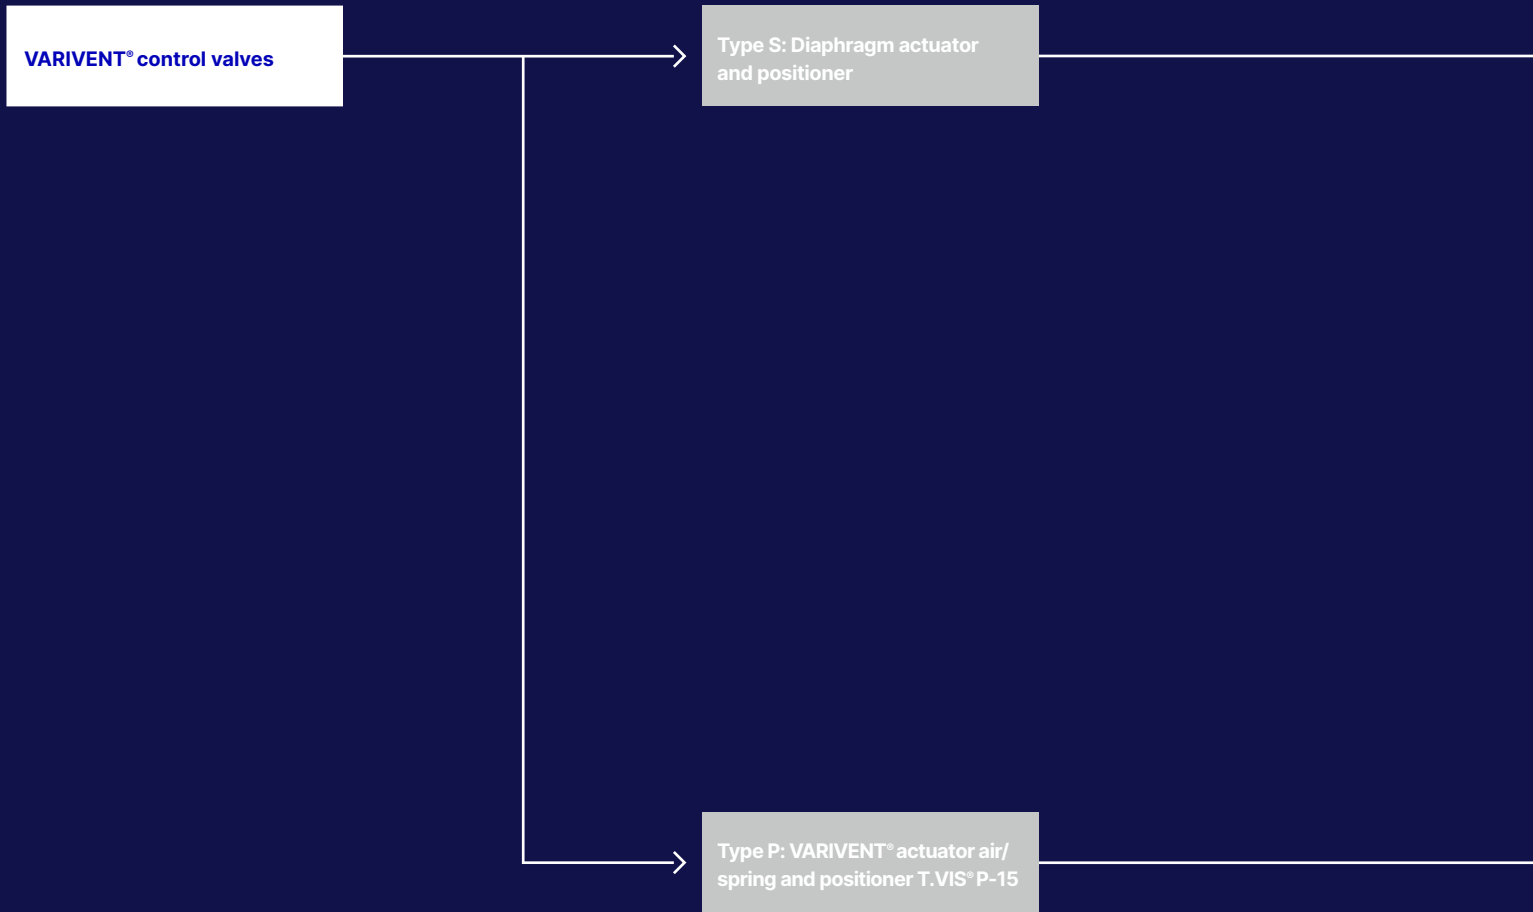 VARIVENT® control valves
Type S: Diaphragm actuator
and positioner
Type P: VARIVENT® actuator air/
spring and positioner T.VIS® P-15